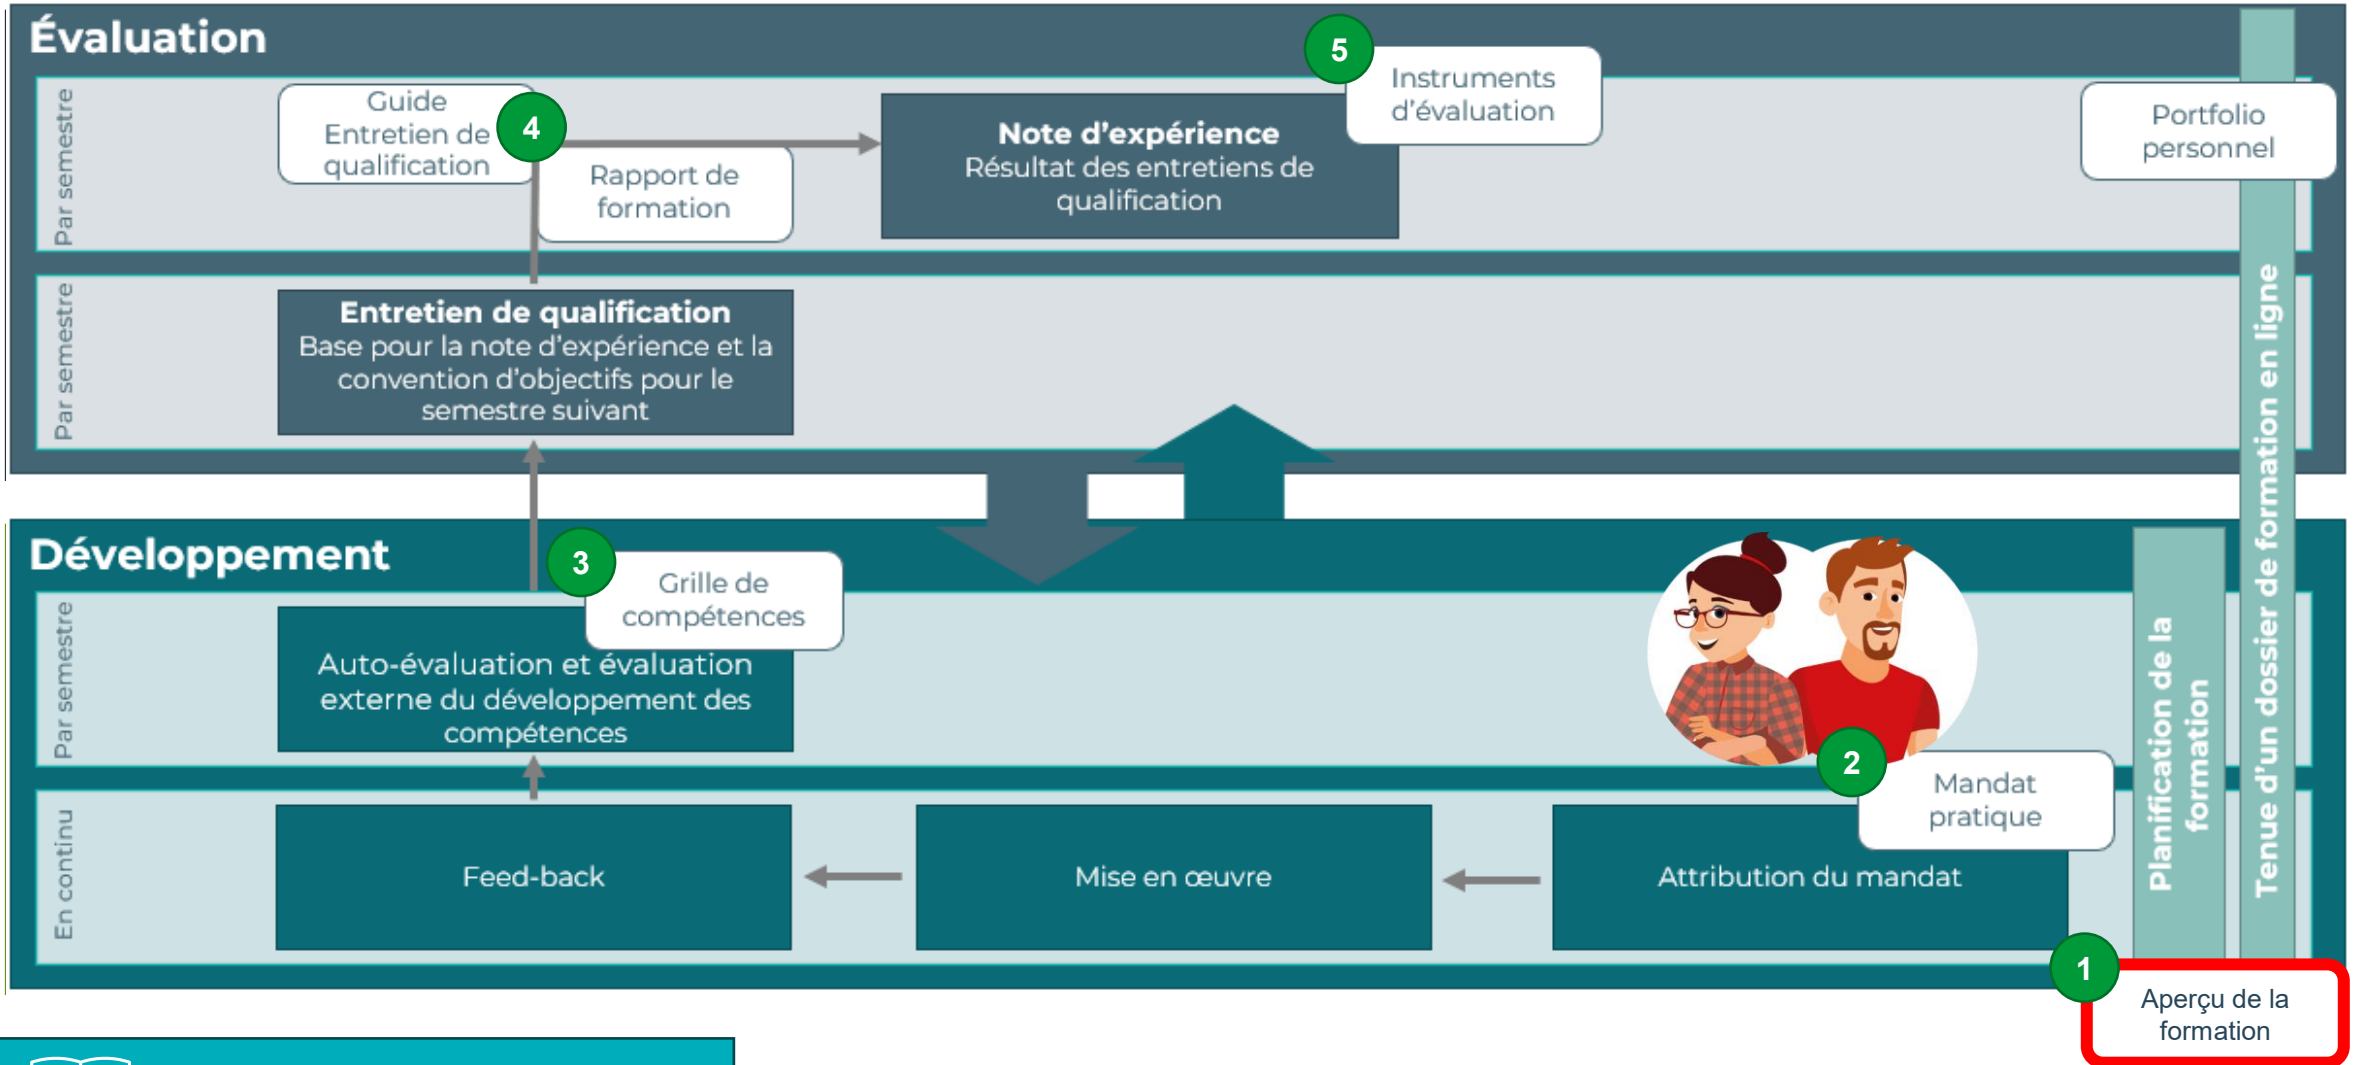 Évaluation
Par semestre
Guide
Entretien de
qualification
4
Rapport de
formation
Note d'expérience
Résultat des entretiens de
qualification
5
Instruments
d'évaluation
Portfolio
personnel
Par semestre
Entretien de qualification
Base pour la note d'expérience et la
convention d'objectifs pour le
semestre suivant
Tenue d'un dossier de formation en ligne
Développement
Par semestre
3
Grille de
compétences
Auto-évaluation et évaluation
externe du développement des
compétences
Planification de la
formation
En continu
Feed-back
Mise en œuvre
2
Mandat
pratique
Attribution du mandat
1
Aperçu de la
formation